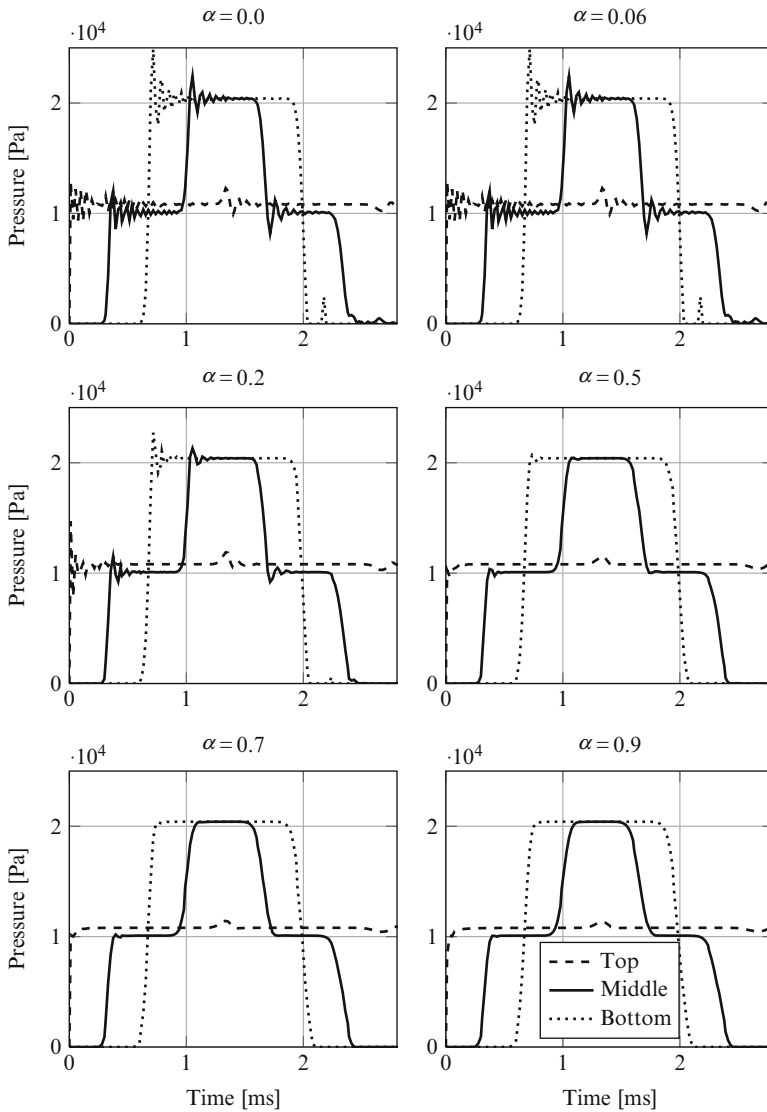 α = 0.0
α = 0.06
·10⁴
·10⁴
Pressure [Pa]
2
1
0
0 1 2
2
1
0
0 1 2
α = 0.2
α = 0.5
·10⁴
·10⁴
Pressure [Pa]
2
1
0
0 1 2
2
1
0
0 1 2
α = 0.7
α = 0.9
·10⁴
·10⁴
Pressure [Pa]
2
1
0
0 1 2
Time [ms]
2
1
0
Top
Middle
Bottom
0 1 2
Time [ms]